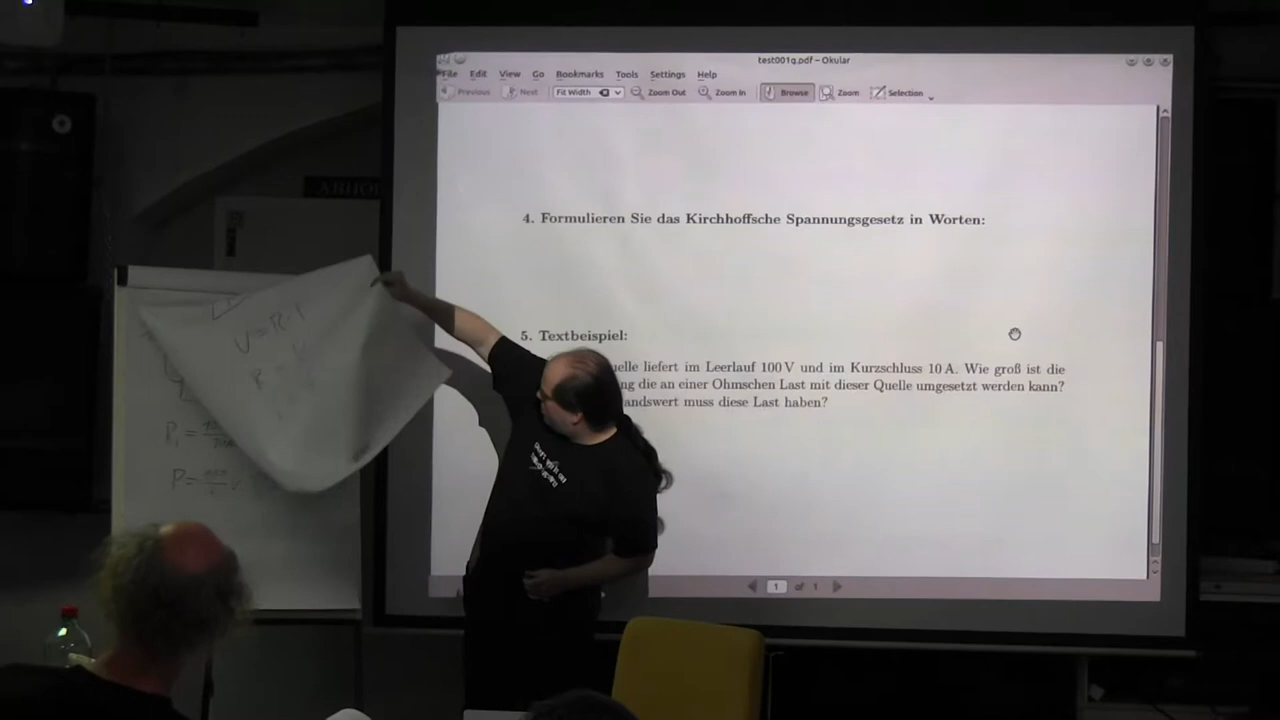 test001g.pdf – Okular
File Edit View Go Bookmarks Tools Settings Help
Previous Next Fit Width Zoom Out Zoom In Browse Zoom Selection
4. Formulieren Sie das Kirchhoffsche Spannungsgesetz in Worten:
5. Textbeispiel:
uelle liefert im Leerlauf 100 V und im Kurzschluss 10 A. Wie groß ist die
ng die an einer Ohmschen Last mit dieser Quelle umgesetzt werden kann?
andswert muss diese Last haben?
1 of 1
U=R·I